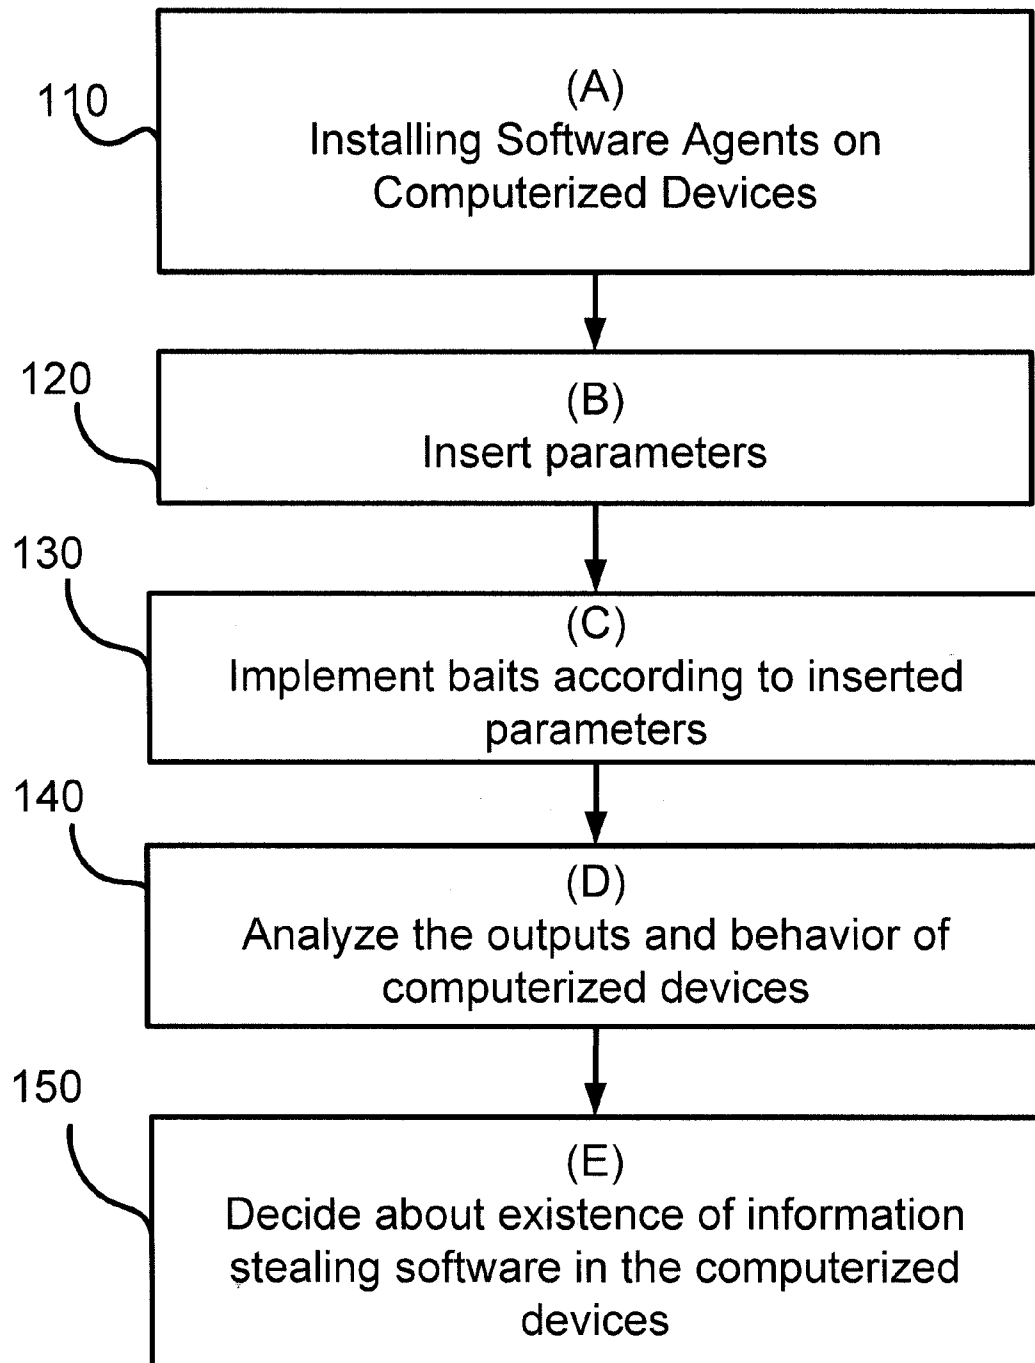 110
(A)
Installing Software Agents on
Computerized Devices
120
(B)
Insert parameters
130
(C)
Implement baits according to inserted
parameters
140
(D)
Analyze the outputs and behavior of
computerized devices
150
(E)
Decide about existence of information
stealing software in the computerized
devices